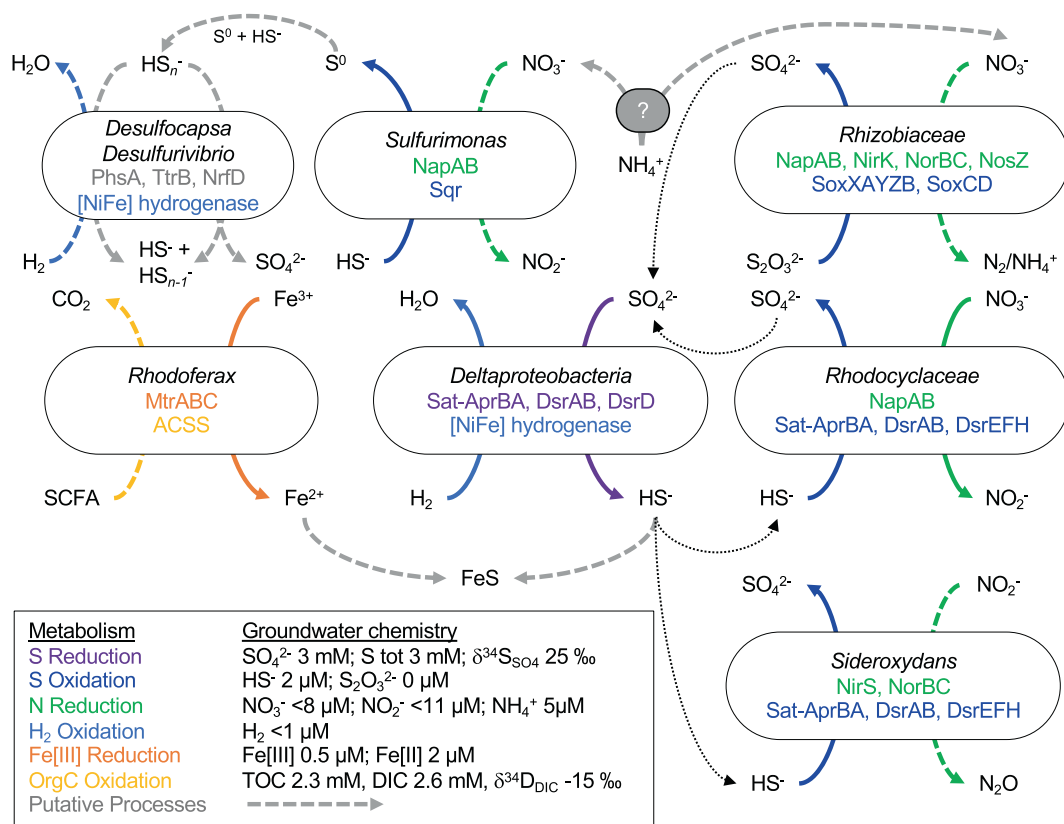 S⁰ + HS⁻
H₂O
HSₙ⁻
S⁰
NO₃⁻
SO₄²⁻
NO₃⁻
?
NH₄⁺
Desulfocapsa
Desulfurivibrio
PhsA, TtrB, NrfD
[NiFe] hydrogenase
Sulfurimonas
NapAB
Sqr
Rhizobiaceae
NapAB, NirK, NorBC, NosZ
SoxXAYZB, SoxCD
H₂
HS⁻ +
HSₙ₋₁⁻
SO₄²⁻
HS⁻
NO₂⁻
S₂O₃²⁻
N₂/NH₄⁺
CO₂
Fe³⁺
H₂O
SO₄²⁻
SO₄²⁻
NO₃⁻
Rhodoferax
MtrABC
ACSS
Deltaproteobacteria
Sat-AprBA, DsrAB, DsrD
[NiFe] hydrogenase
Rhodocyclaceae
NapAB
Sat-AprBA, DsrAB, DsrEFH
SCFA
Fe²⁺
H₂
HS⁻
HS⁻
NO₂⁻
FeS
SO₄²⁻
NO₂⁻
Sideroxydans
NirS, NorBC
Sat-AprBA, DsrAB, DsrEFH
HS⁻
N₂O
Metabolism Groundwater chemistry
S Reduction SO₄²⁻ 3 mM; S tot 3 mM; δ³⁴S_SO4 25 ‰
S Oxidation HS⁻ 2 µM; S₂O₃²⁻ 0 µM
N Reduction NO₃⁻ <8 µM; NO₂⁻ <11 µM; NH₄⁺ 5µM
H₂ Oxidation H₂ <1 µM
Fe[III] Reduction Fe[III] 0.5 µM; Fe[II] 2 µM
OrgC Oxidation TOC 2.3 mM, DIC 2.6 mM, δ³⁴D_DIC -15 ‰
Putative Processes